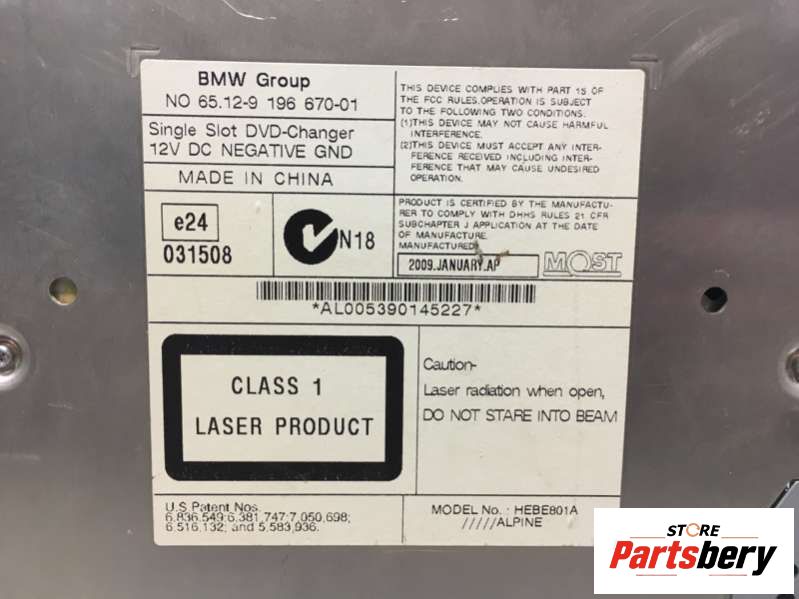 BMW Group
NO 65.12-9 196 670-01
Single Slot DVD-Changer
12V DC NEGATIVE GND
MADE IN CHINA
e24
031508
N18
THIS DEVICE COMPLIES WITH PART 15 OF
THE FCC RULES.OPERATION IS SUBJECT
TO THE FOLLOWING TWO CONDITIONS:
(1)THIS DEVICE MAY NOT CAUSE HARMFUL
INTERFERENCE.
(2)THIS DEVICE MUST ACCEPT ANY INTER-
FERENCE RECEIVED INCLUDING INTER-
FERENCE THAT MAY CAUSE UNDESIRED
OPERATION.
PRODUCT IS CERTIFIED BY THE MANUFACTU-
RER TO COMPLY WITH DHHS RULES 21 CFR
SUBCHAPTER J APPLICATION AT THE DATE
OF MANUFACTURE.
MANUFACTURED:
2009.JANUARY.AP
MOST
*AL005390145227*
CLASS 1
LASER PRODUCT
Caution-
Laser radiation when open,
DO NOT STARE INTO BEAM
U.S.Patent Nos.
6,836,549;6,381,747;7,050,698;
6,516,132; and 5,583,936.
MODEL No. : HEBE801A
/////ALPINE
STORE
Partsbery